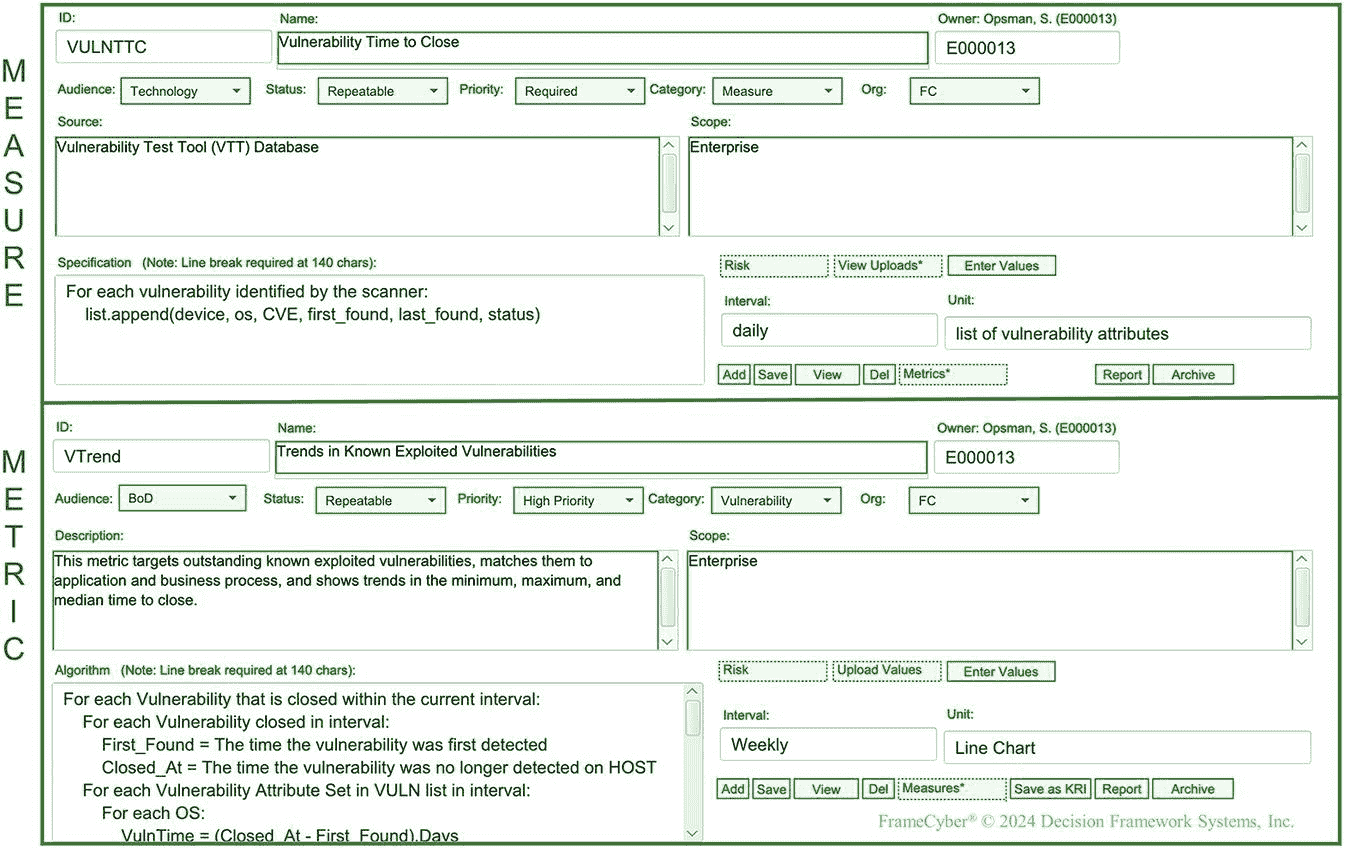 MEASURE
ID:
Name:
Owner: Opsman, S. (E000013)
VULNTTC
Vulnerability Time to Close
E000013
Audience:
Technology
Status:
Repeatable
Priority:
Required
Category:
Measure
Org:
FC
Source:
Scope:
Vulnerability Test Tool (VTT) Database
Enterprise
Specification (Note: Line break required at 140 chars):
For each vulnerability identified by the scanner:
list.append(device, os, CVE, first_found, last_found, status)
Risk
View Uploads*
Enter Values
Interval:
Unit:
daily
list of vulnerability attributes
Add
Save
View
Del
Metrics*
Report
Archive
METRIC
ID:
Name:
Owner: Opsman, S. (E000013)
VTrend
Trends in Known Exploited Vulnerabilities
E000013
Audience:
BoD
Status:
Repeatable
Priority:
High Priority
Category:
Vulnerability
Org:
FC
Description:
Scope:
This metric targets outstanding known exploited vulnerabilities, matches them to
application and business process, and shows trends in the minimum, maximum, and
median time to close.
Enterprise
Algorithm (Note: Line break required at 140 chars):
For each Vulnerability that is closed within the current interval:
For each Vulnerability closed in interval:
First_Found = The time the vulnerability was first detected
Closed_At = The time the vulnerability was no longer detected on HOST
For each Vulnerability Attribute Set in VULN list in interval:
For each OS:
VulnTime = (Closed_At - First_Found).Days
Risk
Upload Values
Enter Values
Interval:
Unit:
Weekly
Line Chart
Add
Save
View
Del
Measures*
Save as KRI
Report
Archive
FrameCyber® © 2024 Decision Framework Systems, Inc.